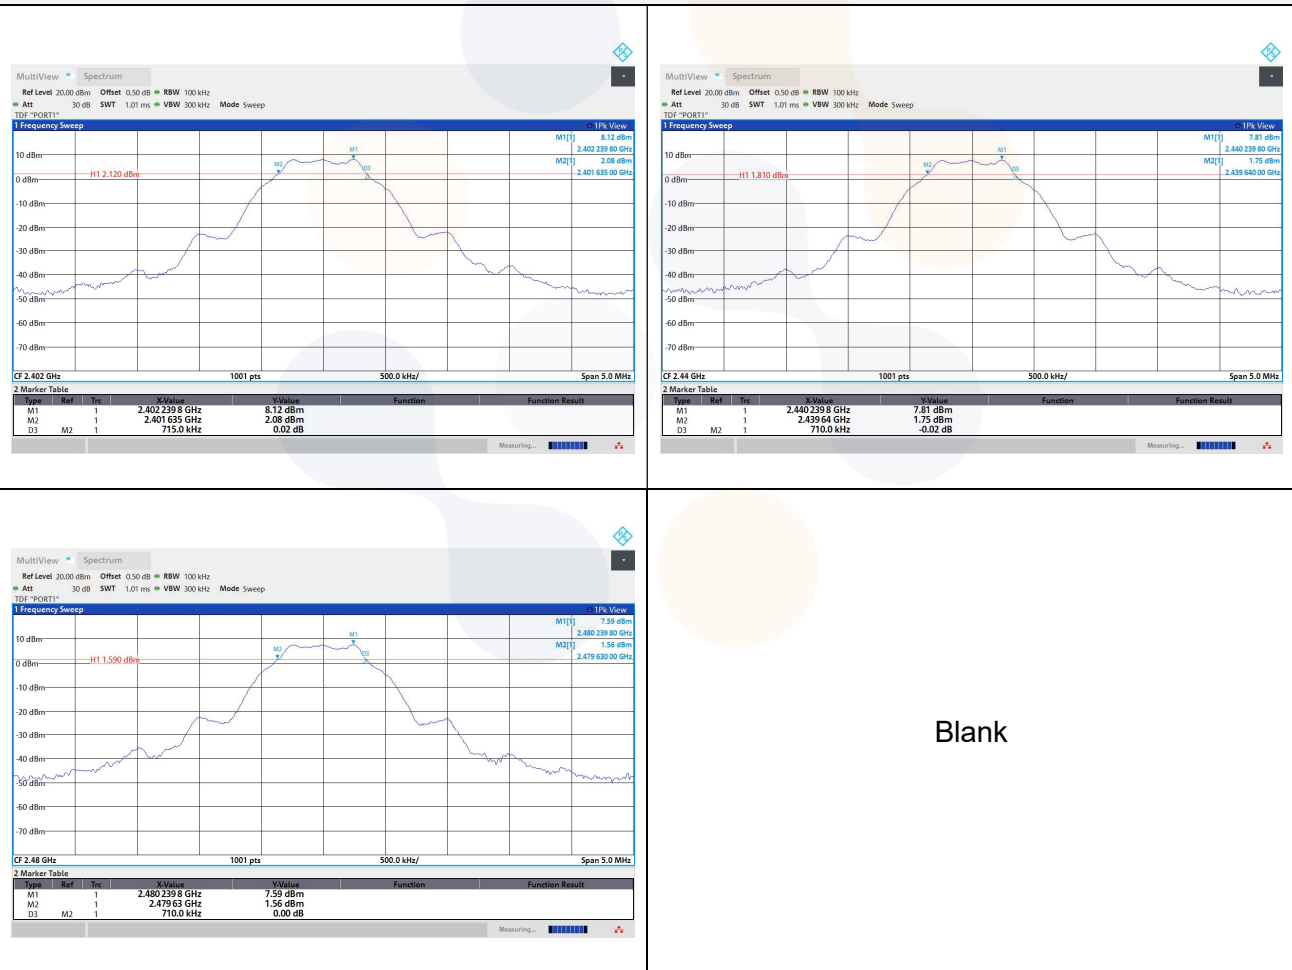 MultiView Spectrum
Ref Level 20.00 dBm Offset 0.50 dB RBW 100 kHz
Att 30 dB SWT 1.01 ms VBW 300 kHz Mode Sweep
TDF "PORT1"
1 Frequency Sweep 1Pk View
M1[1] 8.12 dBm
2.402 239 80 GHz
M2[1] 2.08 dBm
2.401 635 00 GHz
10 dBm
M1
M2
D3
H1 2.120 dBm
0 dBm
-10 dBm
-20 dBm
-30 dBm
-40 dBm
-50 dBm
-60 dBm
-70 dBm
CF 2.402 GHz 1001 pts 500.0 kHz/ Span 5.0 MHz
2 Marker Table
Type Ref Trc X-Value Y-Value Function Function Result
M1 1 2.402 239 8 GHz 8.12 dBm
M2 1 2.401 635 GHz 2.08 dBm
D3 M2 1 715.0 kHz 0.02 dB
Measuring...
MultiView Spectrum
Ref Level 20.00 dBm Offset 0.50 dB RBW 100 kHz
Att 30 dB SWT 1.01 ms VBW 300 kHz Mode Sweep
TDF "PORT1"
1 Frequency Sweep 1Pk View
M1[1] 7.81 dBm
2.440 239 80 GHz
M2[1] 1.75 dBm
2.439 640 00 GHz
10 dBm
M1
M2
D3
H1 1.810 dBm
0 dBm
-10 dBm
-20 dBm
-30 dBm
-40 dBm
-50 dBm
-60 dBm
-70 dBm
CF 2.44 GHz 1001 pts 500.0 kHz/ Span 5.0 MHz
2 Marker Table
Type Ref Trc X-Value Y-Value Function Function Result
M1 1 2.440 239 8 GHz 7.81 dBm
M2 1 2.439 64 GHz 1.75 dBm
D3 M2 1 710.0 kHz -0.02 dB
Measuring...
MultiView Spectrum
Ref Level 20.00 dBm Offset 0.50 dB RBW 100 kHz
Att 30 dB SWT 1.01 ms VBW 300 kHz Mode Sweep
TDF "PORT1"
1 Frequency Sweep 1Pk View
M1[1] 7.59 dBm
2.480 239 80 GHz
M2[1] 1.56 dBm
2.479 630 00 GHz
10 dBm
M1
M2
D3
H1 1.590 dBm
0 dBm
-10 dBm
-20 dBm
-30 dBm
-40 dBm
-50 dBm
-60 dBm
-70 dBm
CF 2.48 GHz 1001 pts 500.0 kHz/ Span 5.0 MHz
2 Marker Table
Type Ref Trc X-Value Y-Value Function Function Result
M1 1 2.480 239 8 GHz 7.59 dBm
M2 1 2.479 63 GHz 1.56 dBm
D3 M2 1 710.0 kHz 0.00 dB
Measuring...
Blank